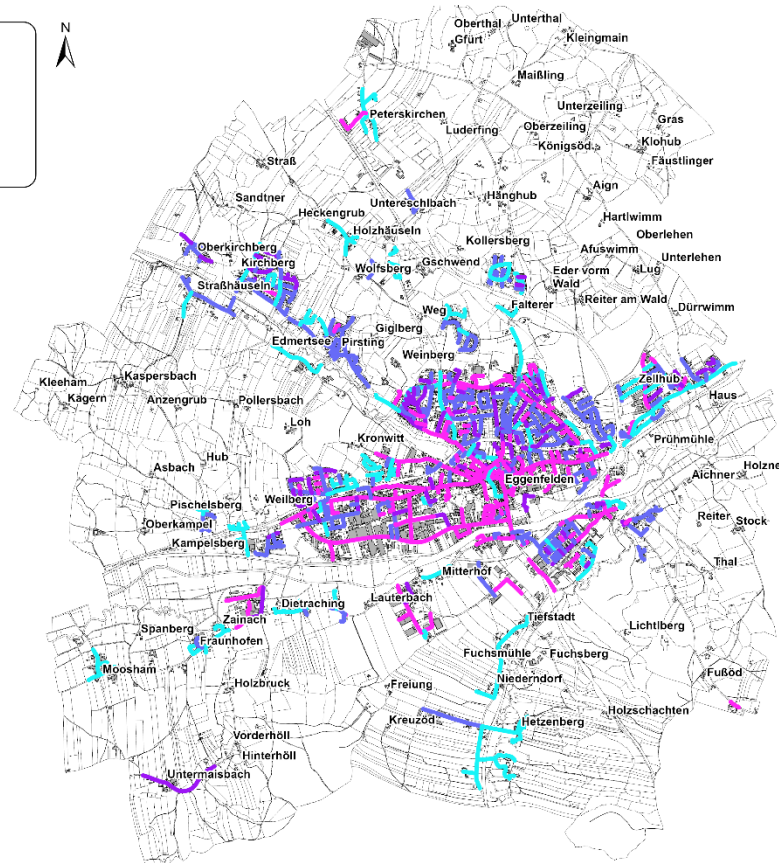 N
Oberthal
Unterthal
Gfürt
Kleingmain
Maißling
Unterzeiling
Peterskirchen
Gras
Luderfing
Oberzeiling
Königsöd
Klohub
Fäustlinger
Straß
Aign
Sandtner
Untereschlbach
Hänghub
Heckengrub
Hartlwimm
Holzhäuseln
Oberlehen
Oberkirchberg
Kollersberg
Afuswimm
Unterlehen
Kirchberg
Wolfsberg
Gschwend
Eder vorm
Wald
Lug
Straßhäuseln
Reiter am Wald
Weg
Falterer
Dürrwimm
Giglberg
Edmertsee
Pirsting
Weinberg
Kaspersbach
Zeilhub
Kleeham
Kagern
Anzengrub
Pollersbach
Haus
Loh
Kronwitt
Prühmühle
Hub
Asbach
Holzne
Aichner
Eggenfelden
Weilberg
Pischelsberg
Oberkampel
Reiter
Stock
Kampelsberg
Thal
Mitterhof
Dietraching
Lauterbach
Zainach
Tiefstadt
Spanberg
Lichtlberg
Fraunhofen
Fuchsmühle
Fuchsberg
Moosham
Fußöd
Niederndorf
Holzbruck
Freiung
Holzschachten
Kreuzöd
Hetzenberg
Vorderhöll
Hinterhöll
Untermaisbach